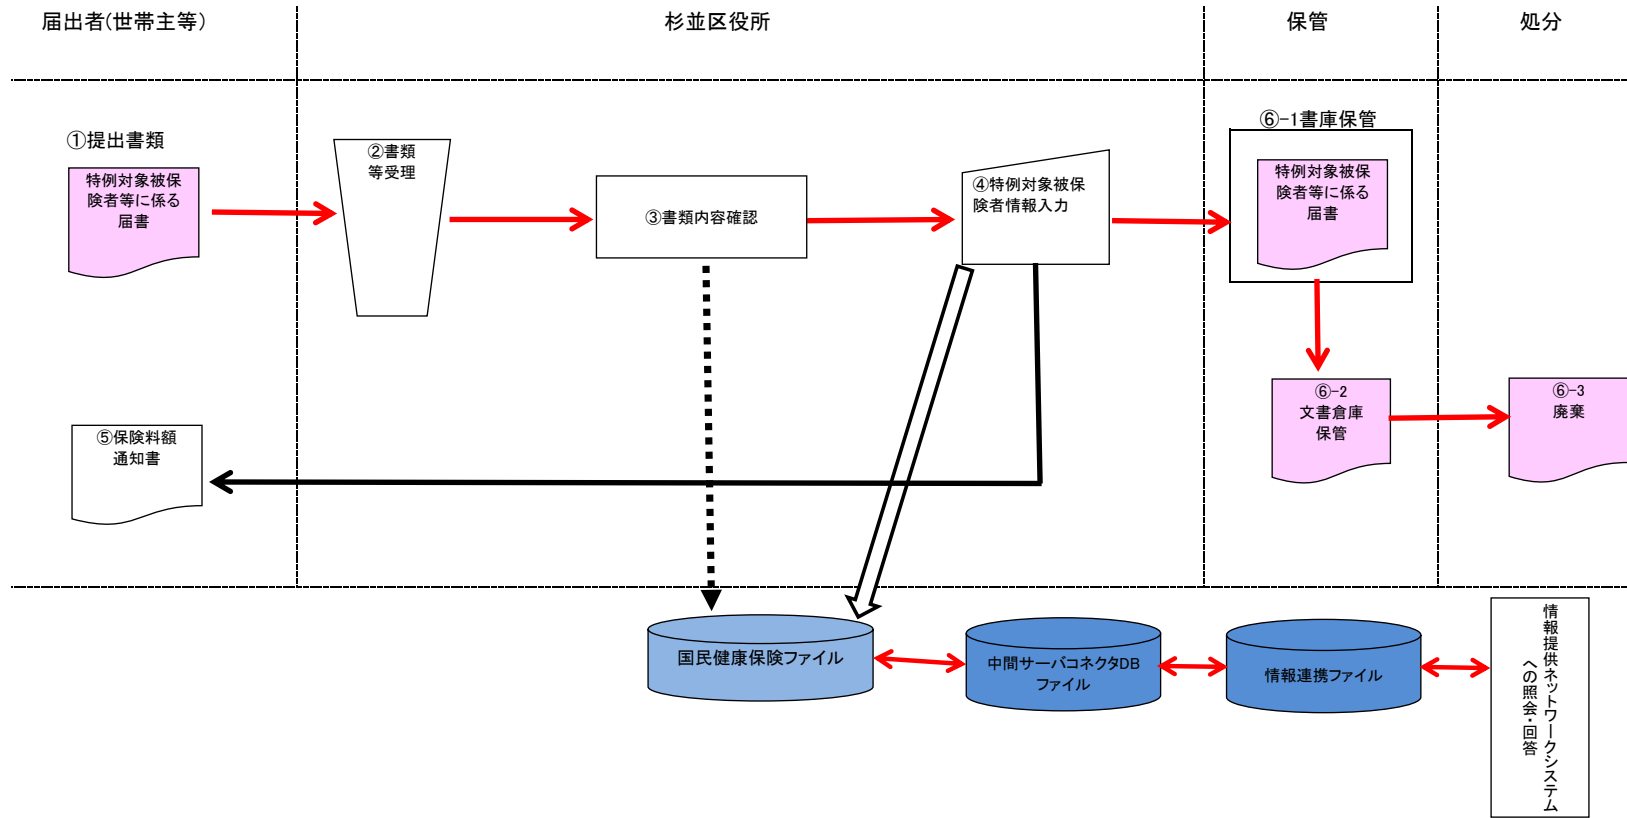 届出者(世帯主等)
杉並区役所
保管
処分
①提出書類
特例対象被保
険者等に係る
届書
②書類
等受理
③書類内容確認
④特例対象被保
険者情報入力
⑥-1書庫保管
特例対象被保
険者等に係る
届書
⑤保険料額
通知書
⑥-2
文書倉庫
保管
⑥-3
廃棄
国民健康保険ファイル
中間サーバコネクタDB
ファイル
情報連携ファイル
情報提供ネットワークシステム
への照会・回答